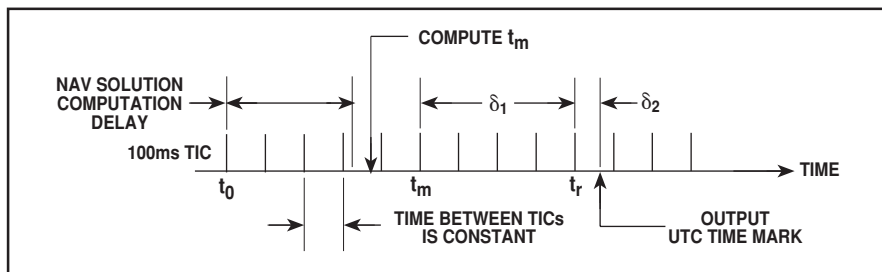 COMPUTE tm
NAV SOLUTION
COMPUTATION
DELAY
δ1
δ2
100ms TIC
TIME
t0
tm
tr
TIME BETWEEN TICs
IS CONSTANT
OUTPUT
UTC TIME MARK